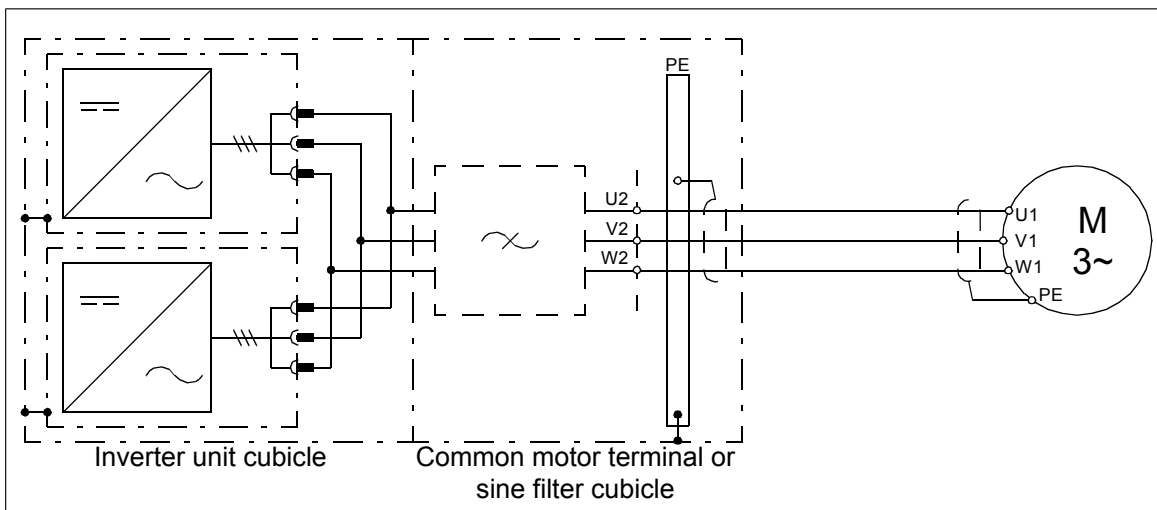 PE
U2
V2
W2
U1
V1
W1
PE
M
3~
Inverter unit cubicle
Common motor terminal or
sine filter cubicle